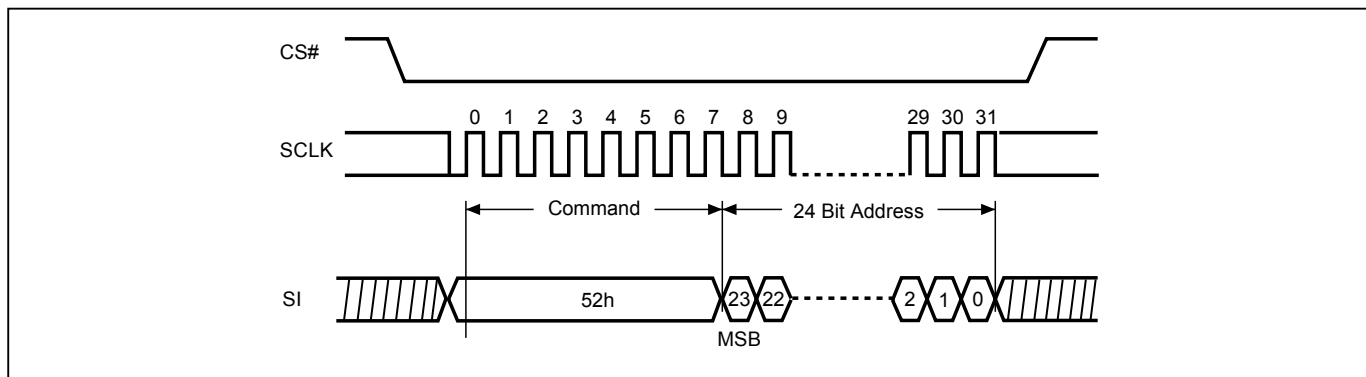 CS#
0 1 2 3 4 5 6 7 8 9 29 30 31
SCLK
Command 24 Bit Address
SI 52h 23 22 2 1 0
MSB